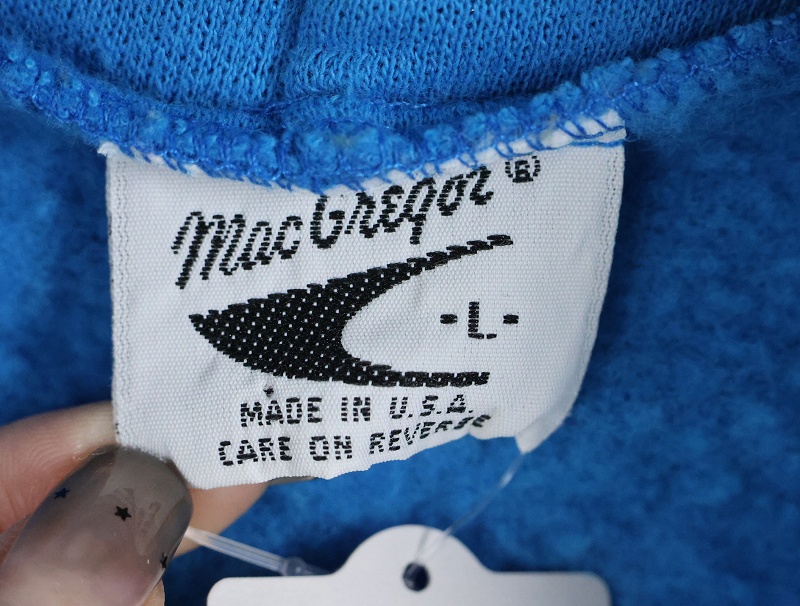 MacGregor®
-L-
MADE IN U.S.A.
CARE ON REVERSE